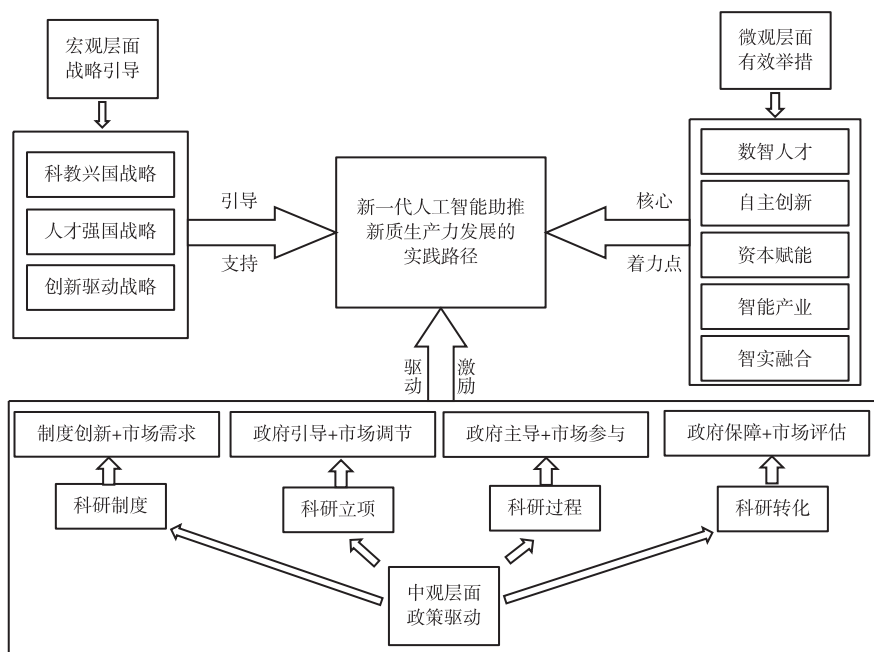 宏观层面
战略引导
科教兴国战略
人才强国战略
创新驱动战略
引导
支持
新一代人工智能助推
新质生产力发展的
实践路径
微观层面
有效举措
数智人才
自主创新
资本赋能
智能产业
智实融合
核心
着力点
驱动
激励
制度创新+市场需求
政府引导+市场调节
政府主导+市场参与
政府保障+市场评估
科研制度
科研立项
科研过程
科研转化
中观层面
政策驱动